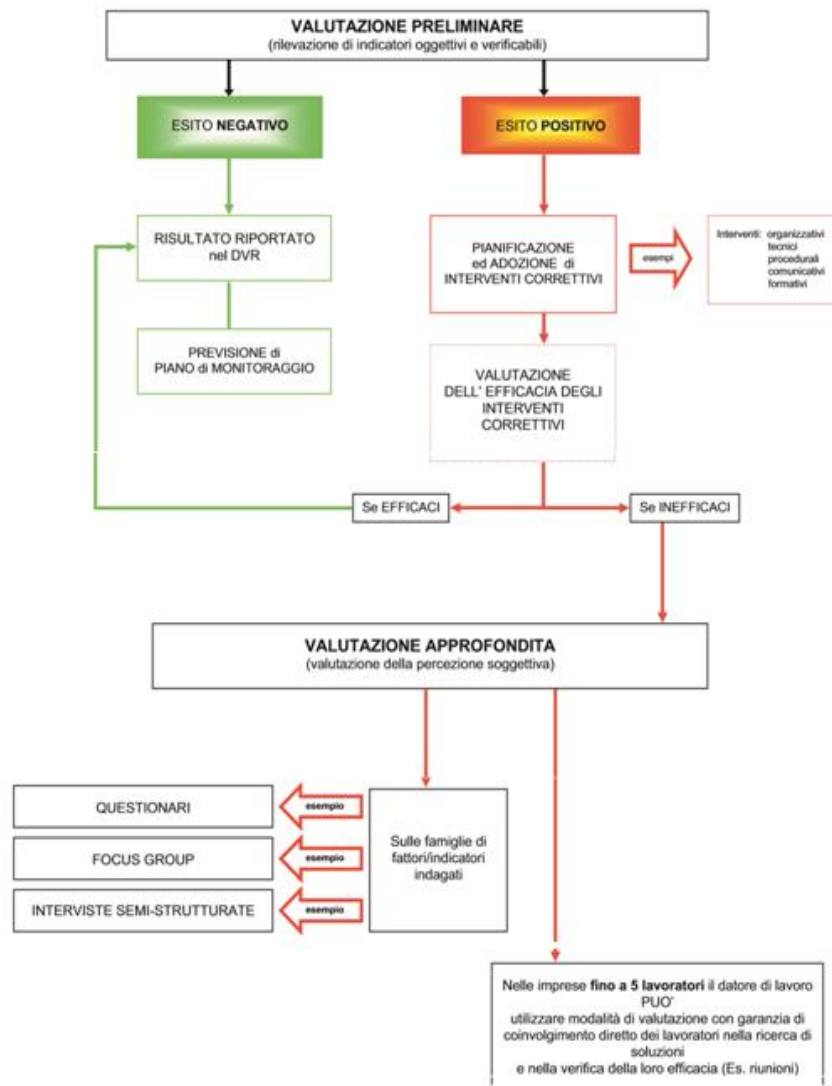 VALUTAZIONE PRELIMINARE
(rilevazione di indicatori oggettivi e verificabili)
ESITO NEGATIVO
ESITO POSITIVO
RISULTATO RIPORTATO
nel DVR
PIANIFICAZIONE
ed ADOZIONE di
INTERVENTI CORRETTIVI
esempi
Interventi: organizzativi
tecnici
procedurali
comunicativi
formativi
PREVISIONE di
PIANO di MONITORAGGIO
VALUTAZIONE
DELL' EFFICACIA DEGLI
INTERVENTI
CORRETTIVI
Se EFFICACI
Se INEFFICACI
VALUTAZIONE APPROFONDITA
(valutazione della percezione soggettiva)
QUESTIONARI
esempio
FOCUS GROUP
esempio
INTERVISTE SEMI-STRUTTURATE
esempio
Sulle famiglie di
fattori/indicatori
indagati
Nelle imprese fino a 5 lavoratori il datore di lavoro
PUO'
utilizzare modalità di valutazione con garanzia di
coinvolgimento diretto dei lavoratori nella ricerca di
soluzioni
e nella verifica della loro efficacia (Es. riunioni)